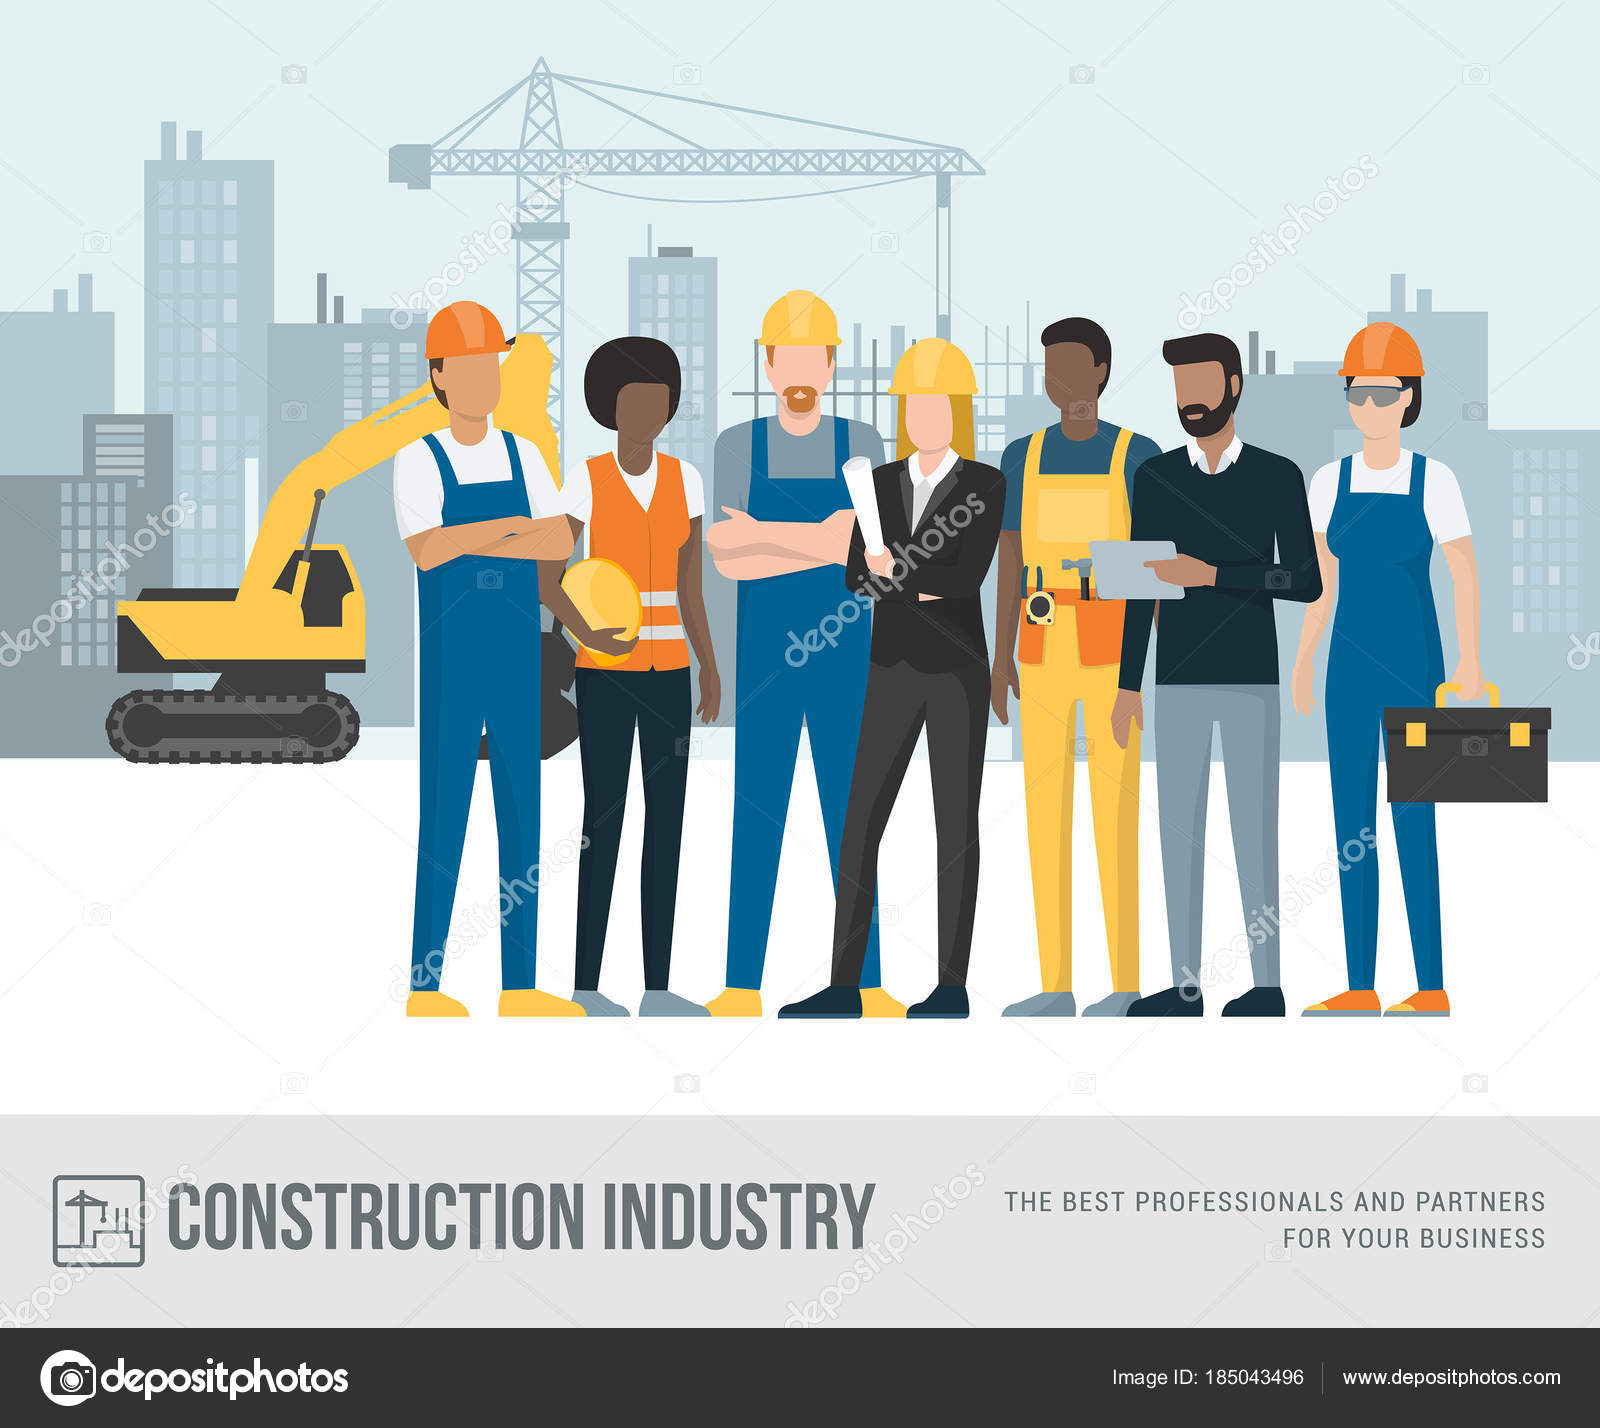 CONSTRUCTION INDUSTRY
THE BEST PROFESSIONALS AND PARTNERS
FOR YOUR BUSINESS
depositphotos
Image ID: 185043496
www.depositphotos.com